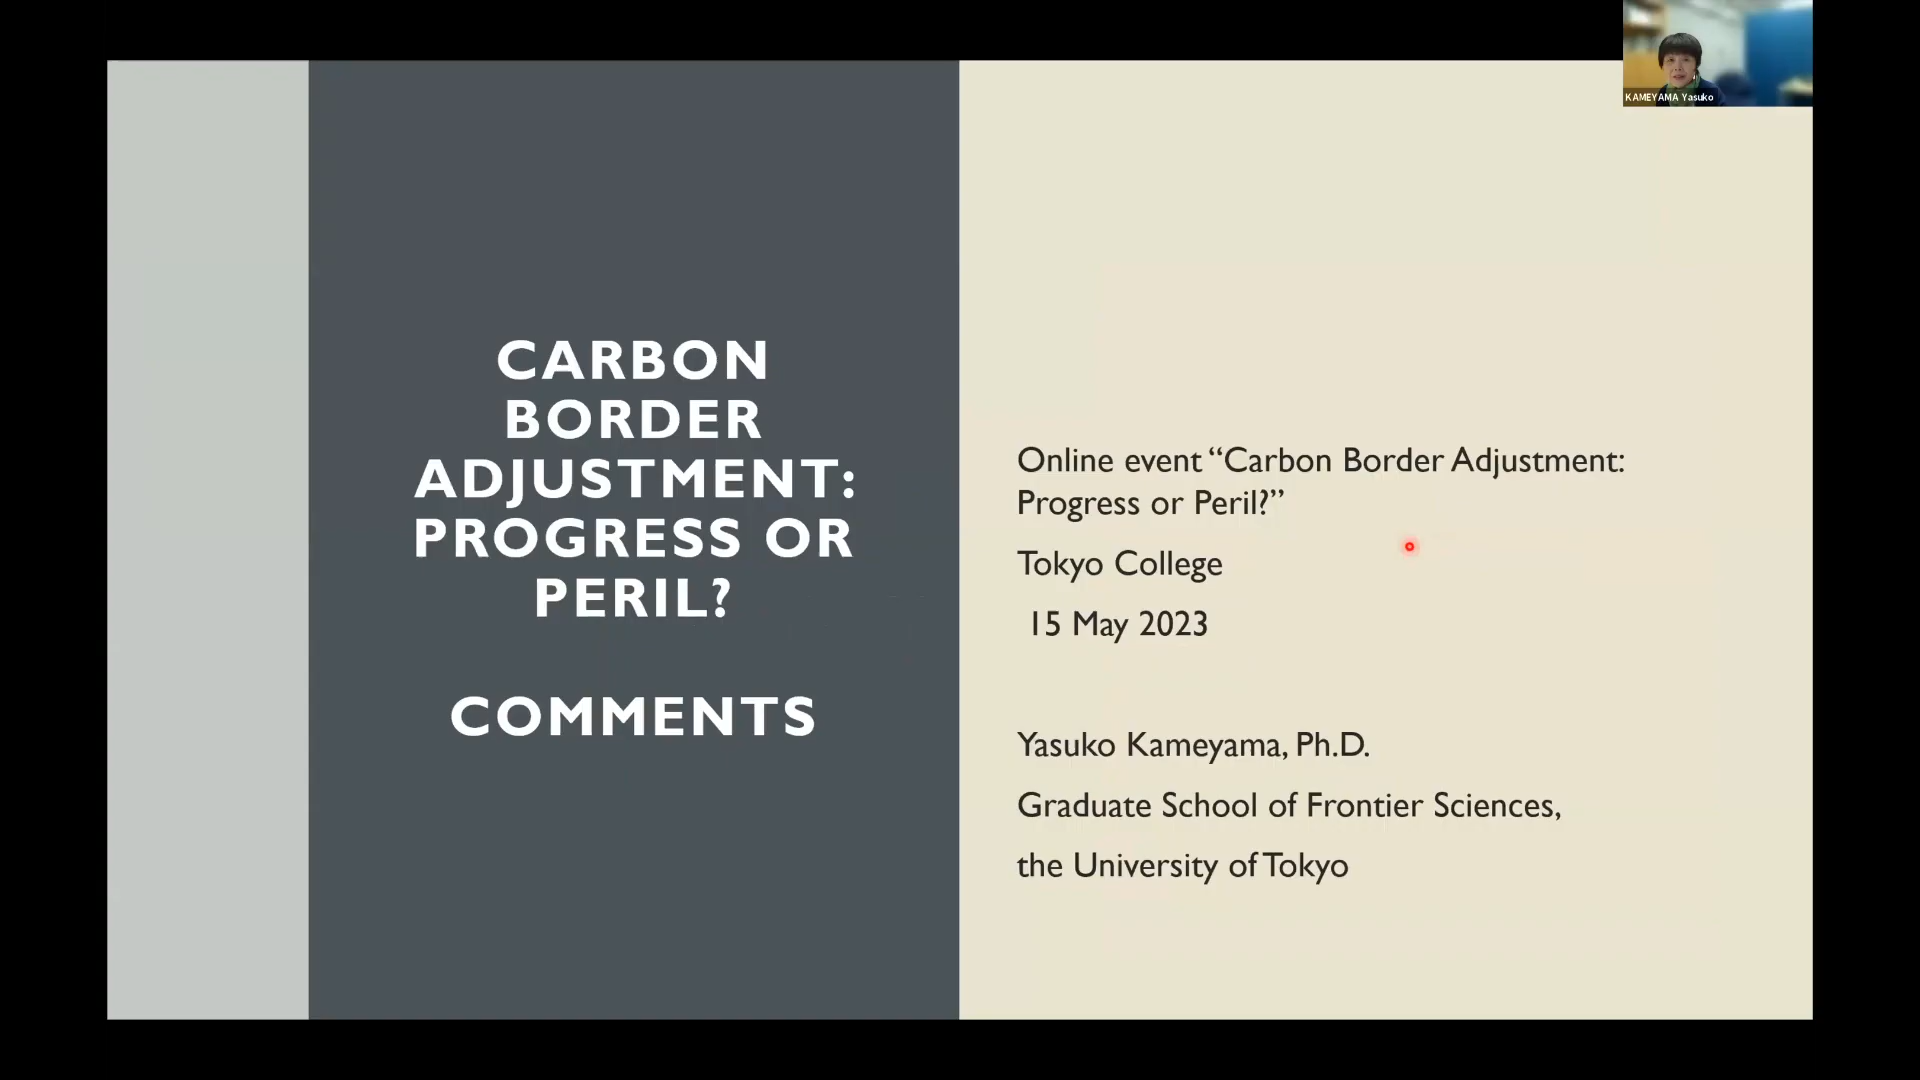 KAMEYAMA Yasuko
CARBON
BORDER
ADJUSTMENT:
PROGRESS OR
PERIL?
COMMENTS
Online event “Carbon Border Adjustment:
Progress or Peril?”
Tokyo College
15 May 2023
Yasuko Kameyama, Ph.D.
Graduate School of Frontier Sciences,
the University of Tokyo